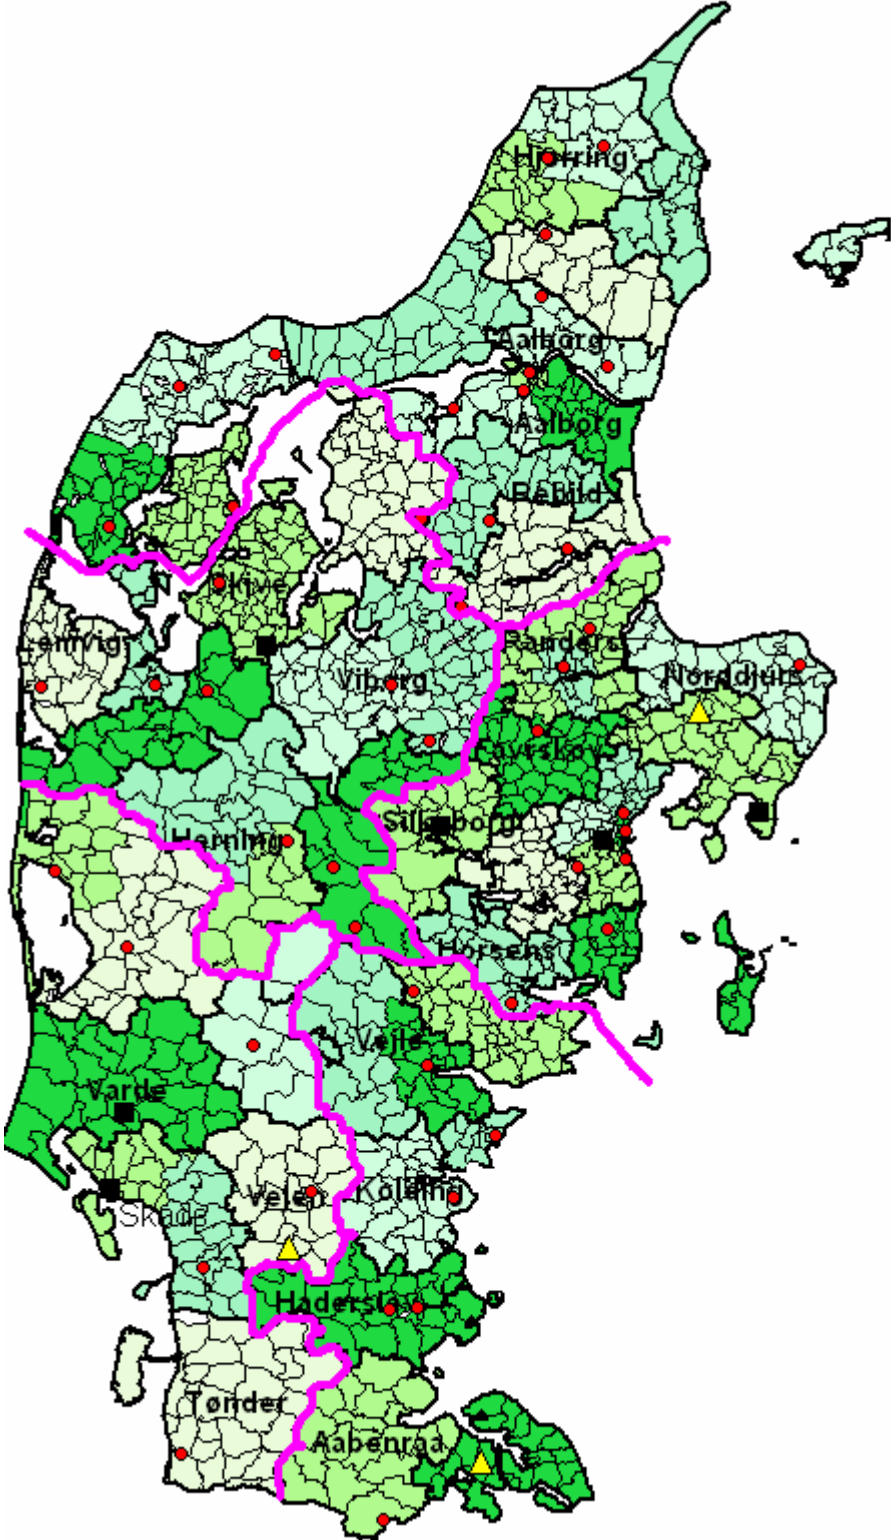 Hjørring
Aalborg
Aalborg
Rebild
Skive
Lemvig
Randers
Viborg
Norddjurs
Favrskov
Silkeborg
Herning
Horsens
Vejle
Varde
Vejen
Kolding
Skads
Haderslev
Tønder
Aabenraa